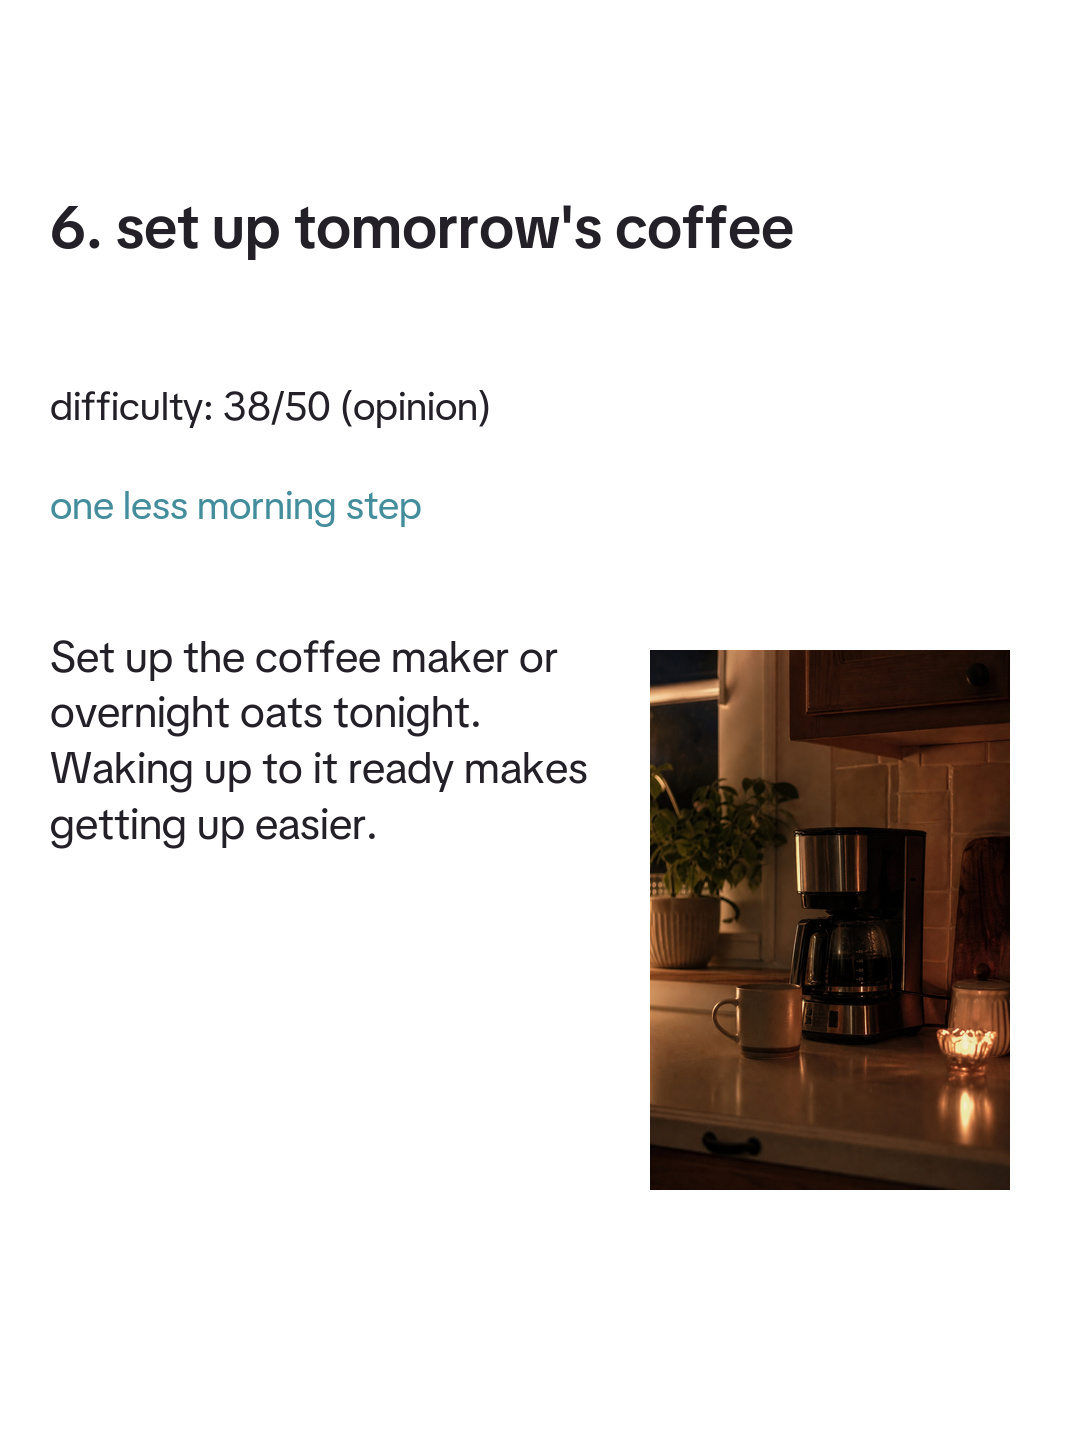 6. set up tomorrow's coffee
difficulty: 38/50 (opinion)
one less morning step
Set up the coffee maker or
overnight oats tonight.
Waking up to it ready makes
getting up easier.